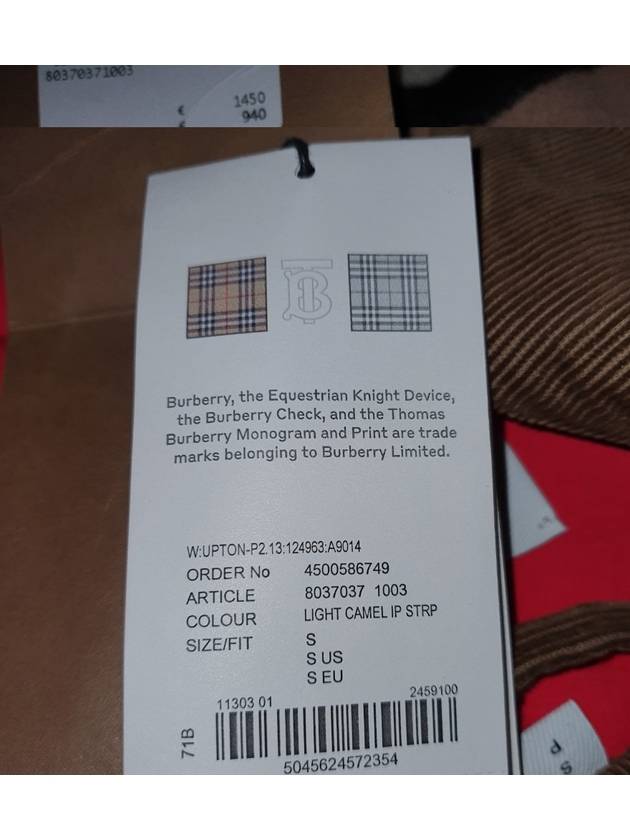 80370371003
€ 1450
€ 940
B
Burberry, the Equestrian Knight Device,
the Burberry Check, and the Thomas
Burberry Monogram and Print are trade
marks belonging to Burberry Limited.
W:UPTON-P2.13:124963:A9014
ORDER No 4500586749
ARTICLE 8037037 1003
COLOUR LIGHT CAMEL IP STRP
SIZE/FIT S
S US
S EU
11303 01 2459100
71B
5045624572354
S P